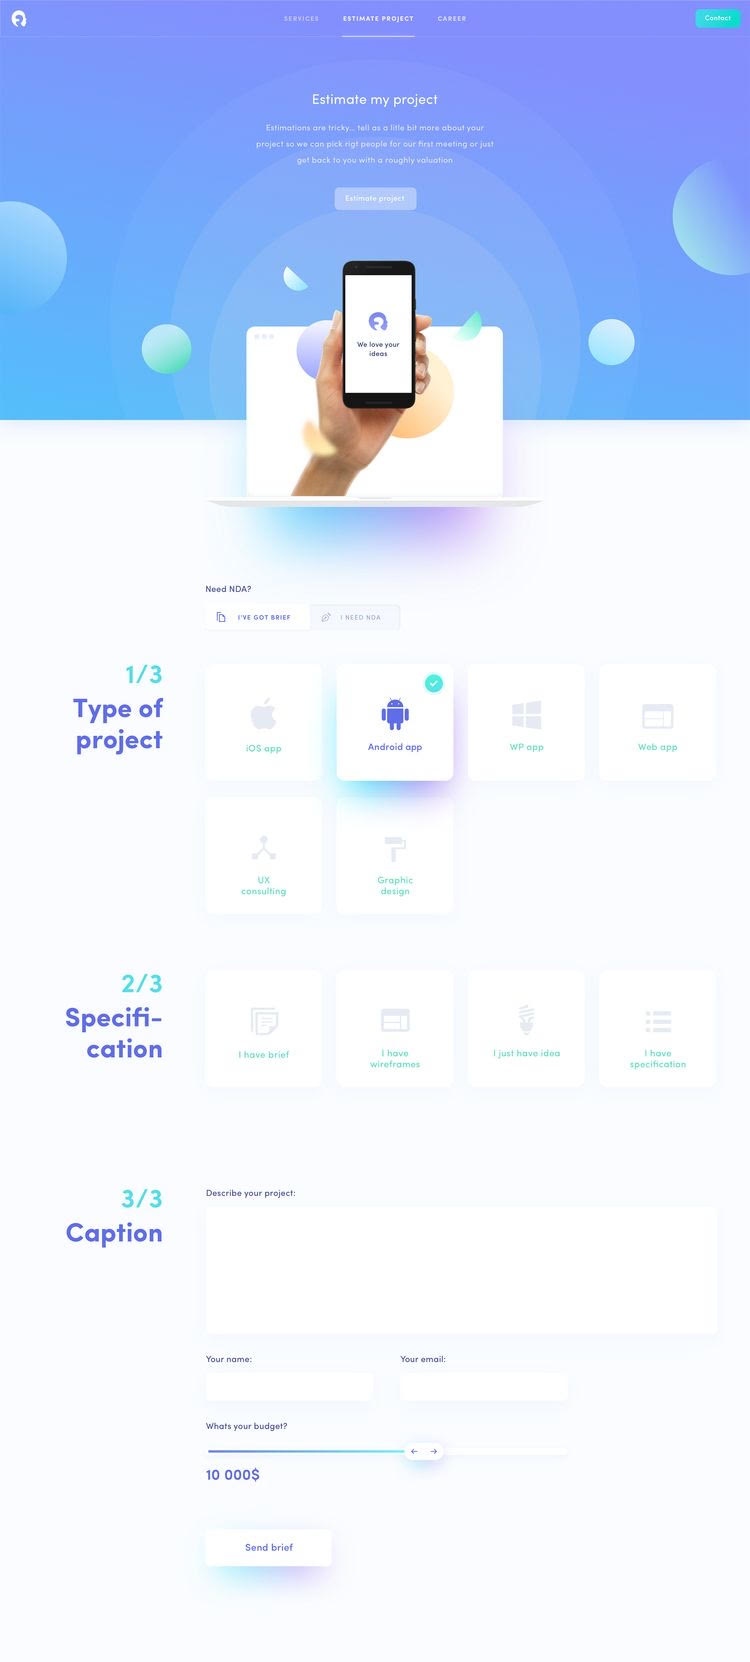 SERVICES
ESTIMATE PROJECT
CAREER
Contact
Estimate my project
Estimations are tricky... tell as a litle bit more about your
project so we can pick rigt people for our first meeting or just
get back to you with a roughly valuation
Estimate project
We love your
ideas
Need NDA?
I'VE GOT BRIEF
I NEED NDA
1/3
Type of
project
iOS app
Android app
WP app
Web app
UX
consulting
Graphic
design
2/3
Specifi-
cation
I have brief
I have
wireframes
I just have idea
I have
specification
3/3
Caption
Describe your project:
Your name:
Your email:
Whats your budget?
10 000$
Send brief